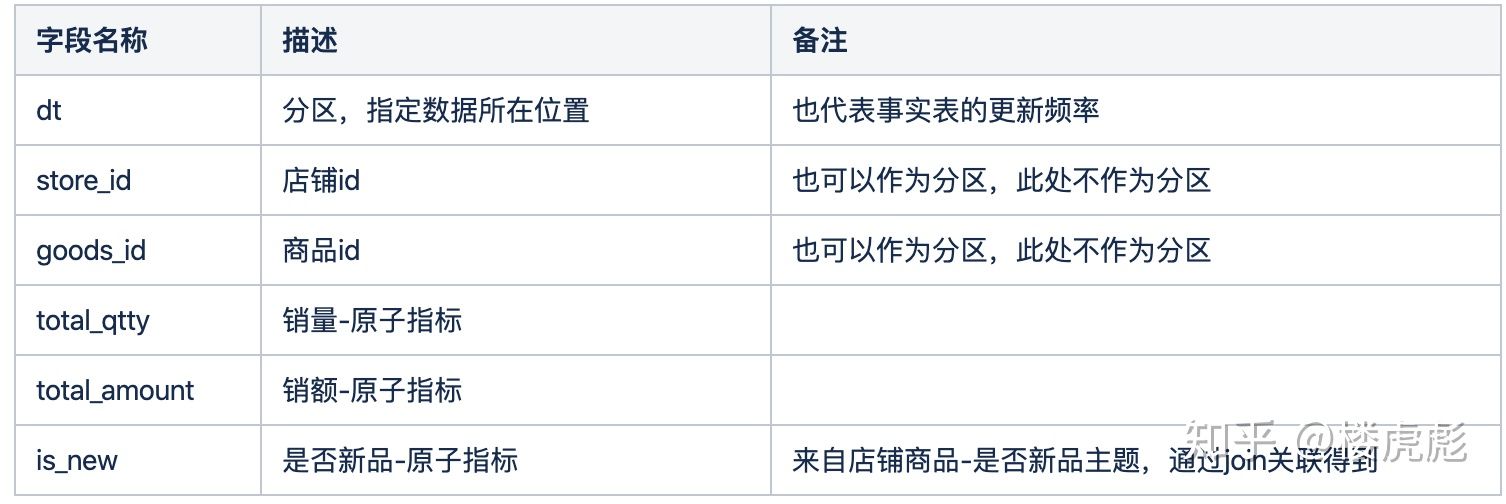 字段名称 描述 备注
dt 分区，指定数据所在位置 也代表事实表的更新频率
store_id 店铺id 也可以作为分区，此处不作为分区
goods_id 商品id 也可以作为分区，此处不作为分区
total_qtty 销量-原子指标
total_amount 销额-原子指标
is_new 是否新品-原子指标 来自店铺商品-是否新品主题，通过join关联得到
知乎 @楼虎彪